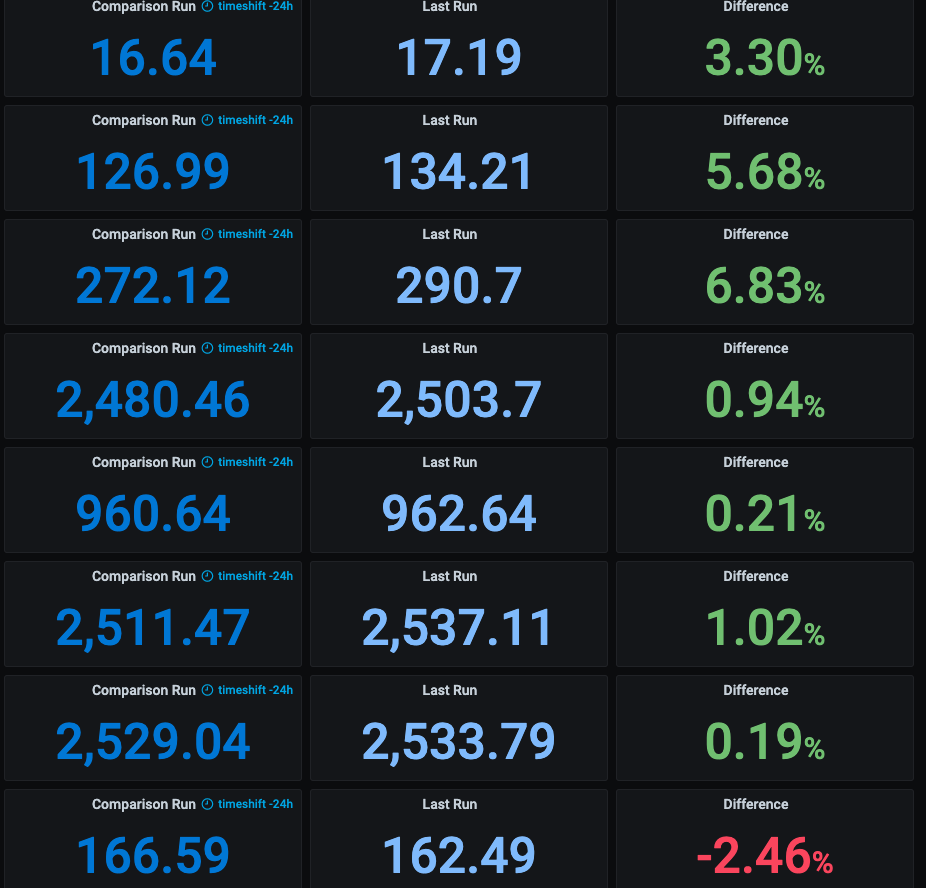 Comparison Run timeshift -24h Last Run Difference
16.64 17.19 3.30%
Comparison Run timeshift -24h Last Run Difference
126.99 134.21 5.68%
Comparison Run timeshift -24h Last Run Difference
272.12 290.7 6.83%
Comparison Run timeshift -24h Last Run Difference
2,480.46 2,503.7 0.94%
Comparison Run timeshift -24h Last Run Difference
960.64 962.64 0.21%
Comparison Run timeshift -24h Last Run Difference
2,511.47 2,537.11 1.02%
Comparison Run timeshift -24h Last Run Difference
2,529.04 2,533.79 0.19%
Comparison Run timeshift -24h Last Run Difference
166.59 162.49 -2.46%